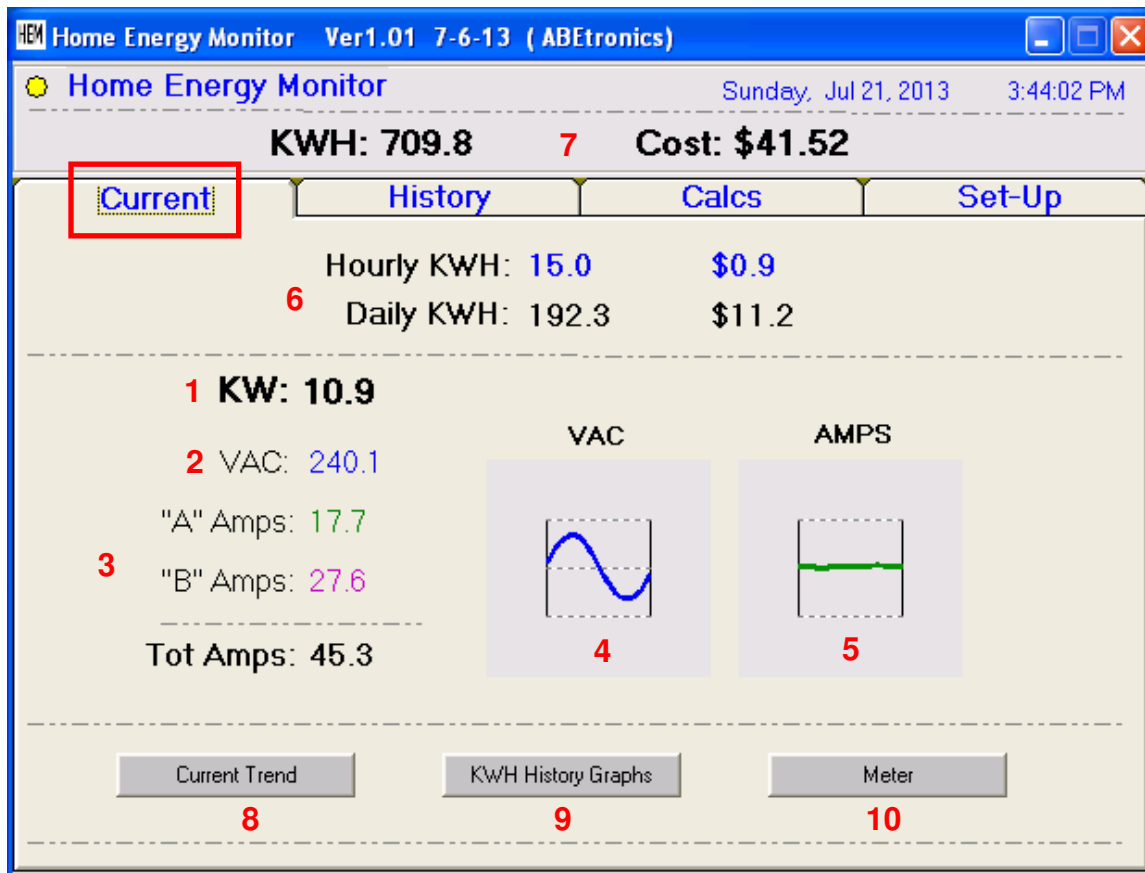 HEM Home Energy Monitor Ver1.01 7-6-13 ( ABEtronics)
Home Energy Monitor Sunday, Jul 21, 2013 3:44:02 PM
KWH: 709.8 7 Cost: $41.52
Current History Calcs Set-Up
Hourly KWH: 15.0 $0.9
6
Daily KWH: 192.3 $11.2
1 KW: 10.9
VAC AMPS
2 VAC: 240.1
"A" Amps: 17.7
3
"B" Amps: 27.6
Tot Amps: 45.3 4 5
Current Trend KWH History Graphs Meter
8 9 10